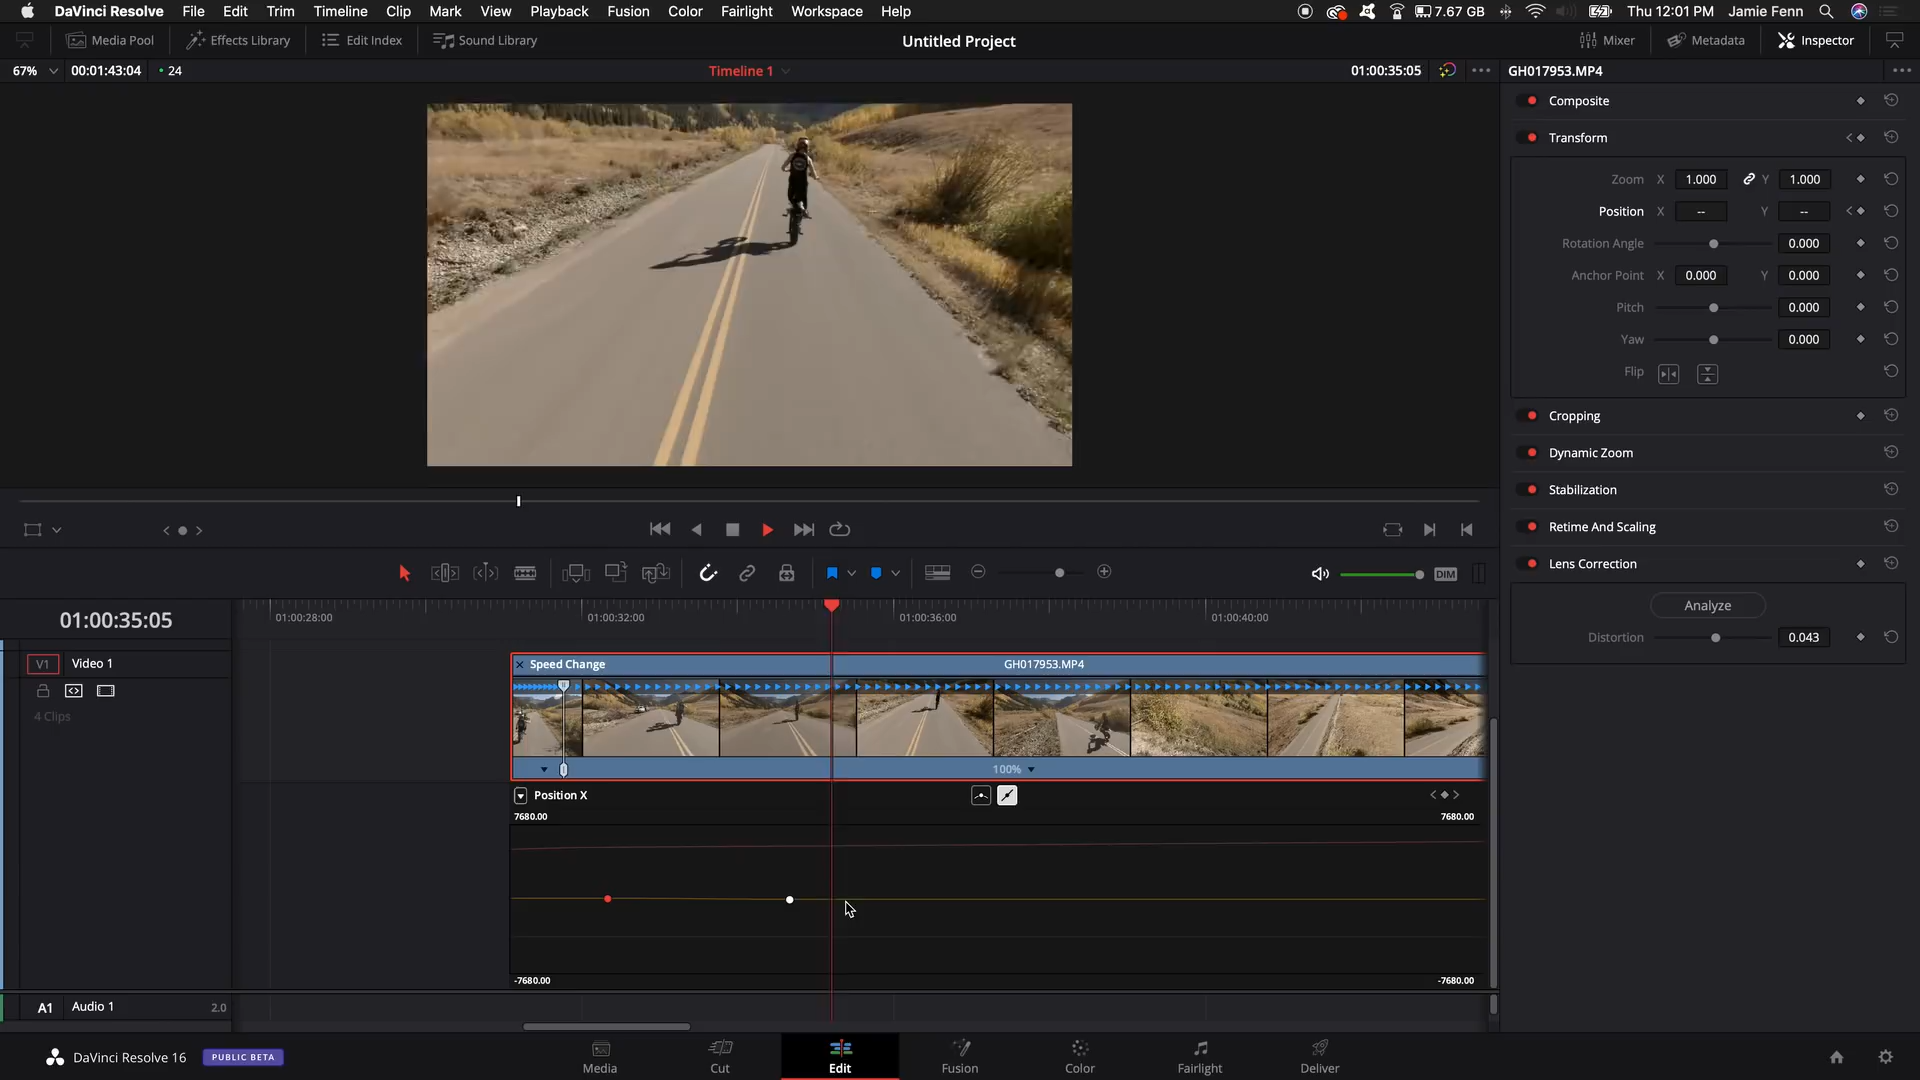 DaVinci Resolve File Edit Trim Timeline Clip Mark View Playback Fusion Color Fairlight Workspace Help 7.67 GB Thu 12:01 PM Jamie Fenn
Media Pool Effects Library Edit Index Sound Library Untitled Project Mixer Metadata Inspector
67% 00:01:43:04 24 Timeline 1 01:00:35:05 GH017953.MP4
Composite
Transform
Zoom X 1.000 Y 1.000
Position X -- Y --
Rotation Angle 0.000
Anchor Point X 0.000 Y 0.000
Pitch 0.000
Yaw 0.000
Flip
Cropping
Dynamic Zoom
Stabilization
Retime And Scaling
Lens Correction
Analyze
Distortion 0.043
DIM
01:00:35:05
01:00:28:00 01:00:32:00 01:00:36:00 01:00:40:00
V1 Video 1
4 Clips
Speed Change GH017953.MP4
100%
Position X
7680.00 7680.00
-7680.00 -7680.00
A1 Audio 1 2.0
DaVinci Resolve 16 PUBLIC BETA
Media Cut Edit Fusion Color Fairlight Deliver